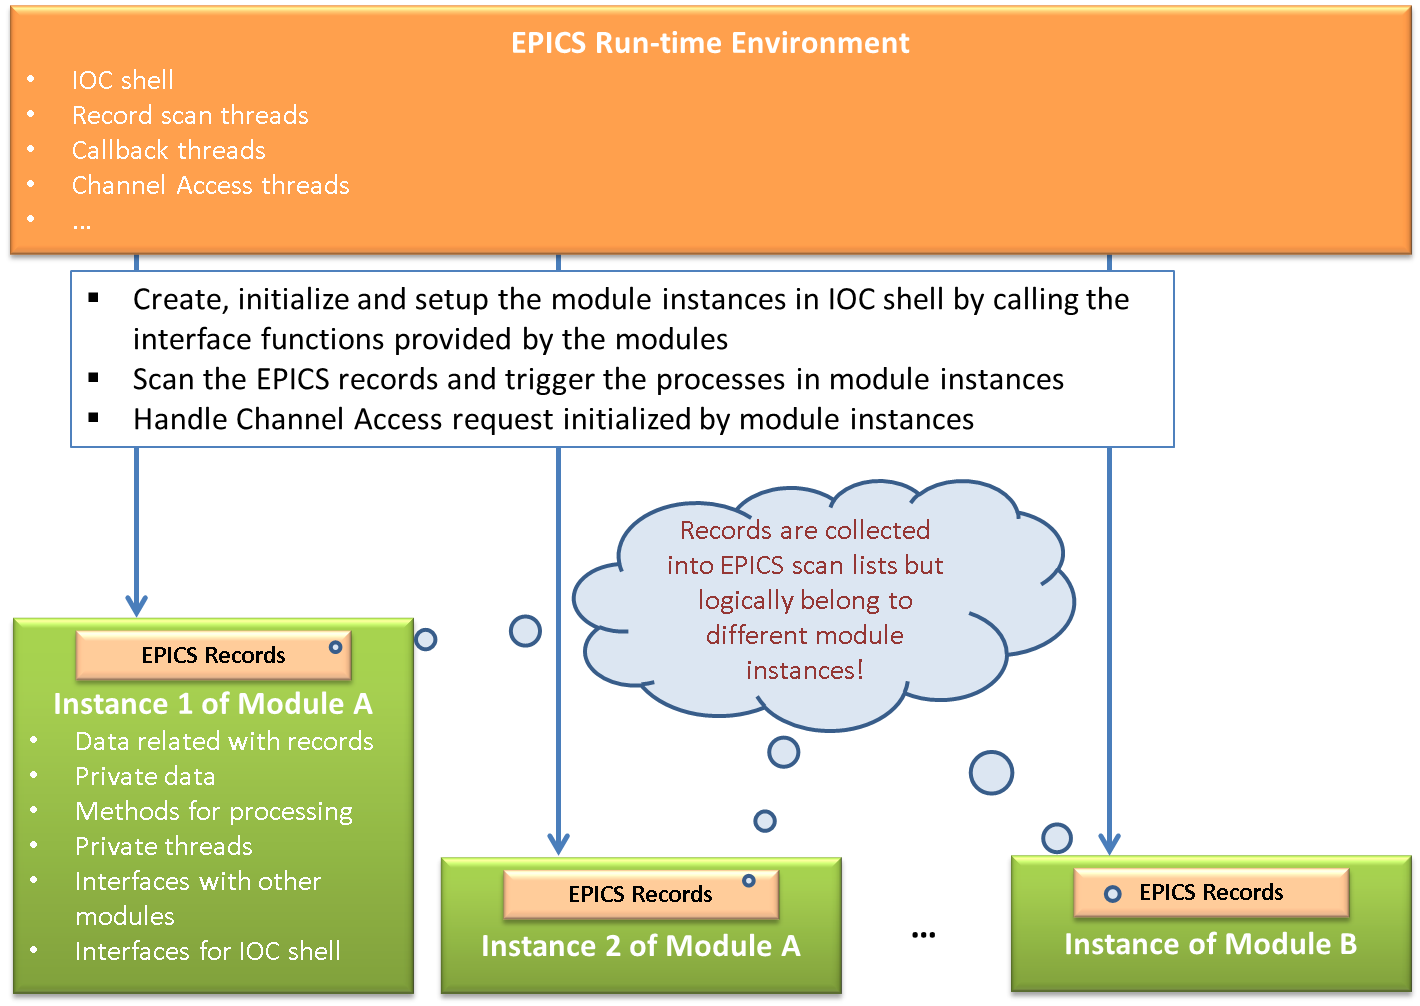 EPICS Run-time Environment
• IOC shell
• Record scan threads
• Callback threads
• Channel Access threads
• ...
▪ Create, initialize and setup the module instances in IOC shell by calling the
interface functions provided by the modules
▪ Scan the EPICS records and trigger the processes in module instances
▪ Handle Channel Access request initialized by module instances
Records are collected
into EPICS scan lists but
logically belong to
different module
instances!
EPICS Records
Instance 1 of Module A
• Data related with records
• Private data
• Methods for processing
• Private threads
• Interfaces with other
modules
• Interfaces for IOC shell
EPICS Records
Instance 2 of Module A
...
EPICS Records
Instance of Module B